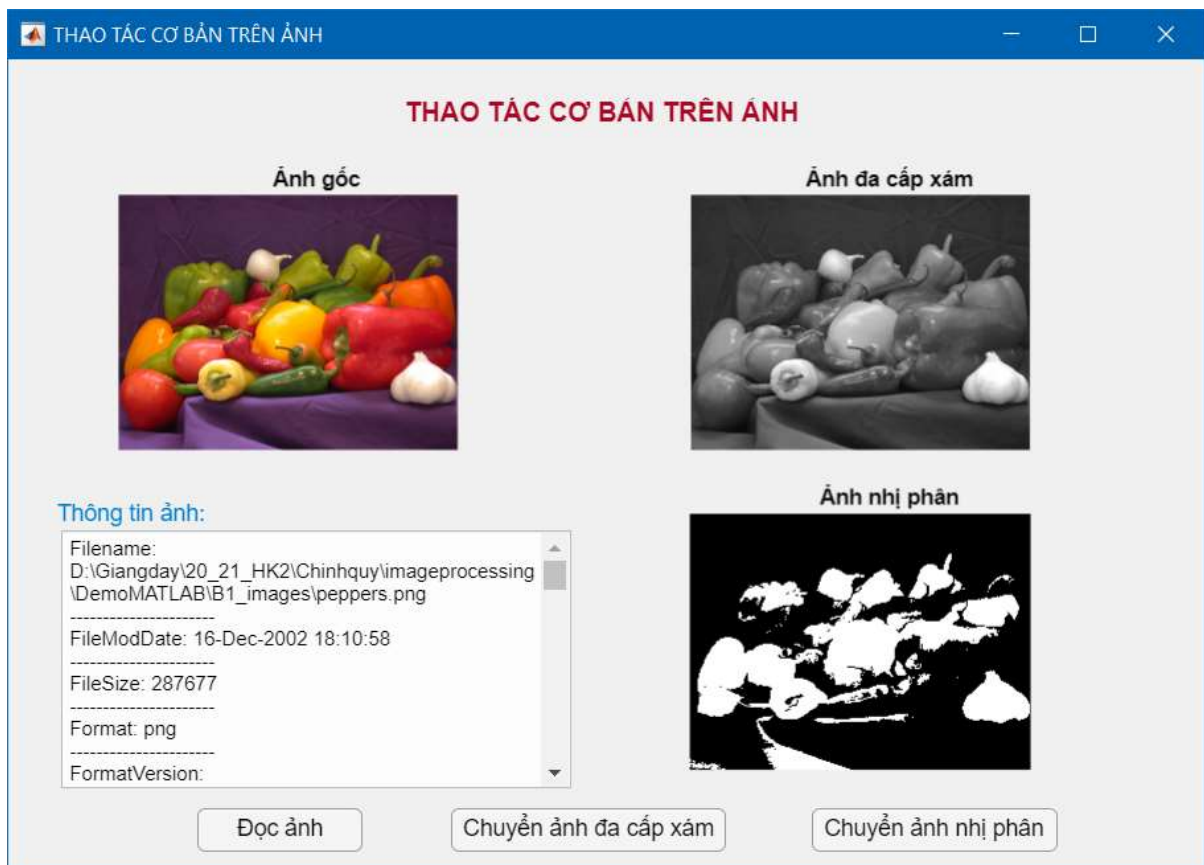 THAO TÁC CƠ BẢN TRÊN ẢNH
THAO TÁC CƠ BẢN TRÊN ẢNH
Ảnh gốc
Ảnh đa cấp xám
Thông tin ảnh:
Filename:
D:\Giangday\20_21_HK2\Chinhquy\imageprocessing
\DemoMATLAB\B1_images\peppers.png
----------------------
FileModDate: 16-Dec-2002 18:10:58
----------------------
FileSize: 287677
----------------------
Format: png
----------------------
FormatVersion:
Ảnh nhị phân
Đọc ảnh
Chuyển ảnh đa cấp xám
Chuyển ảnh nhị phân